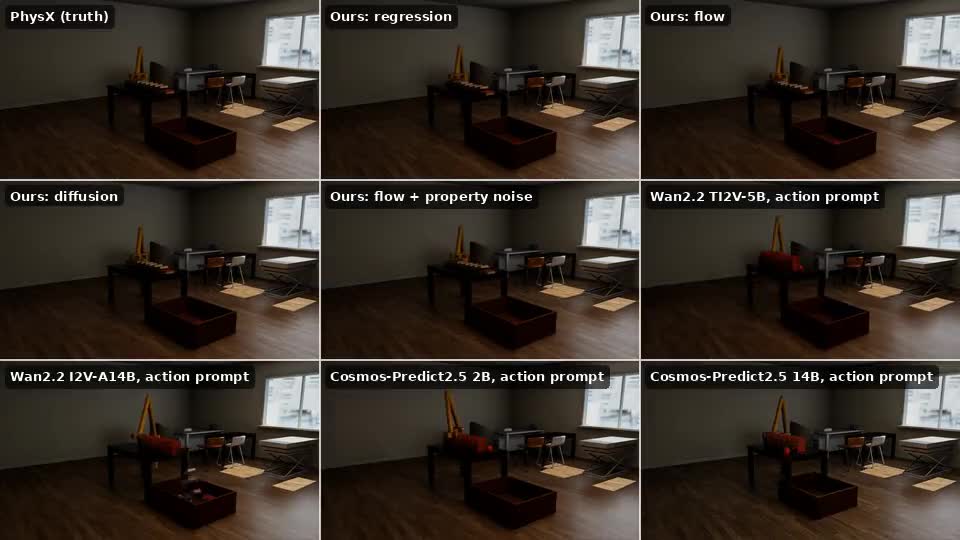 PhysX (truth)
Ours: regression
Ours: flow
Ours: diffusion
Ours: flow + property noise
Wan2.2 TI2V-5B, action prompt
Wan2.2 I2V-A14B, action prompt
Cosmos-Predict2.5 2B, action prompt
Cosmos-Predict2.5 14B, action prompt